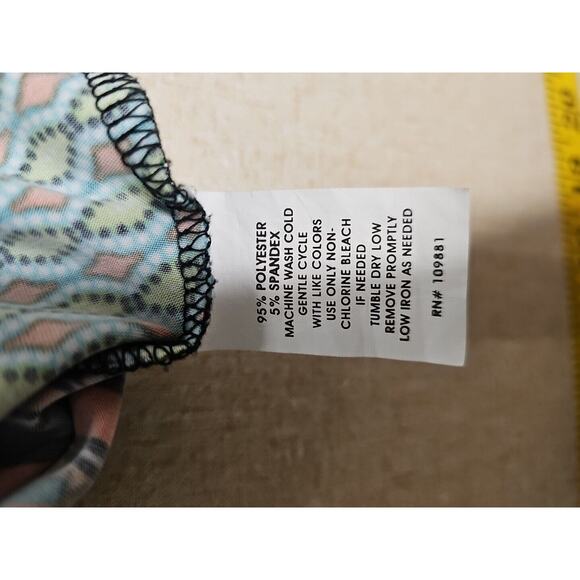 95% POLYESTER
5% SPANDEX
MACHINE WASH COLD
GENTLE CYCLE
WITH LIKE COLORS
USE ONLY NON-
CHLORINE BLEACH
IF NEEDED
TUMBLE DRY LOW
REMOVE PROMPTLY
LOW IRON AS NEEDED
RN# 109881